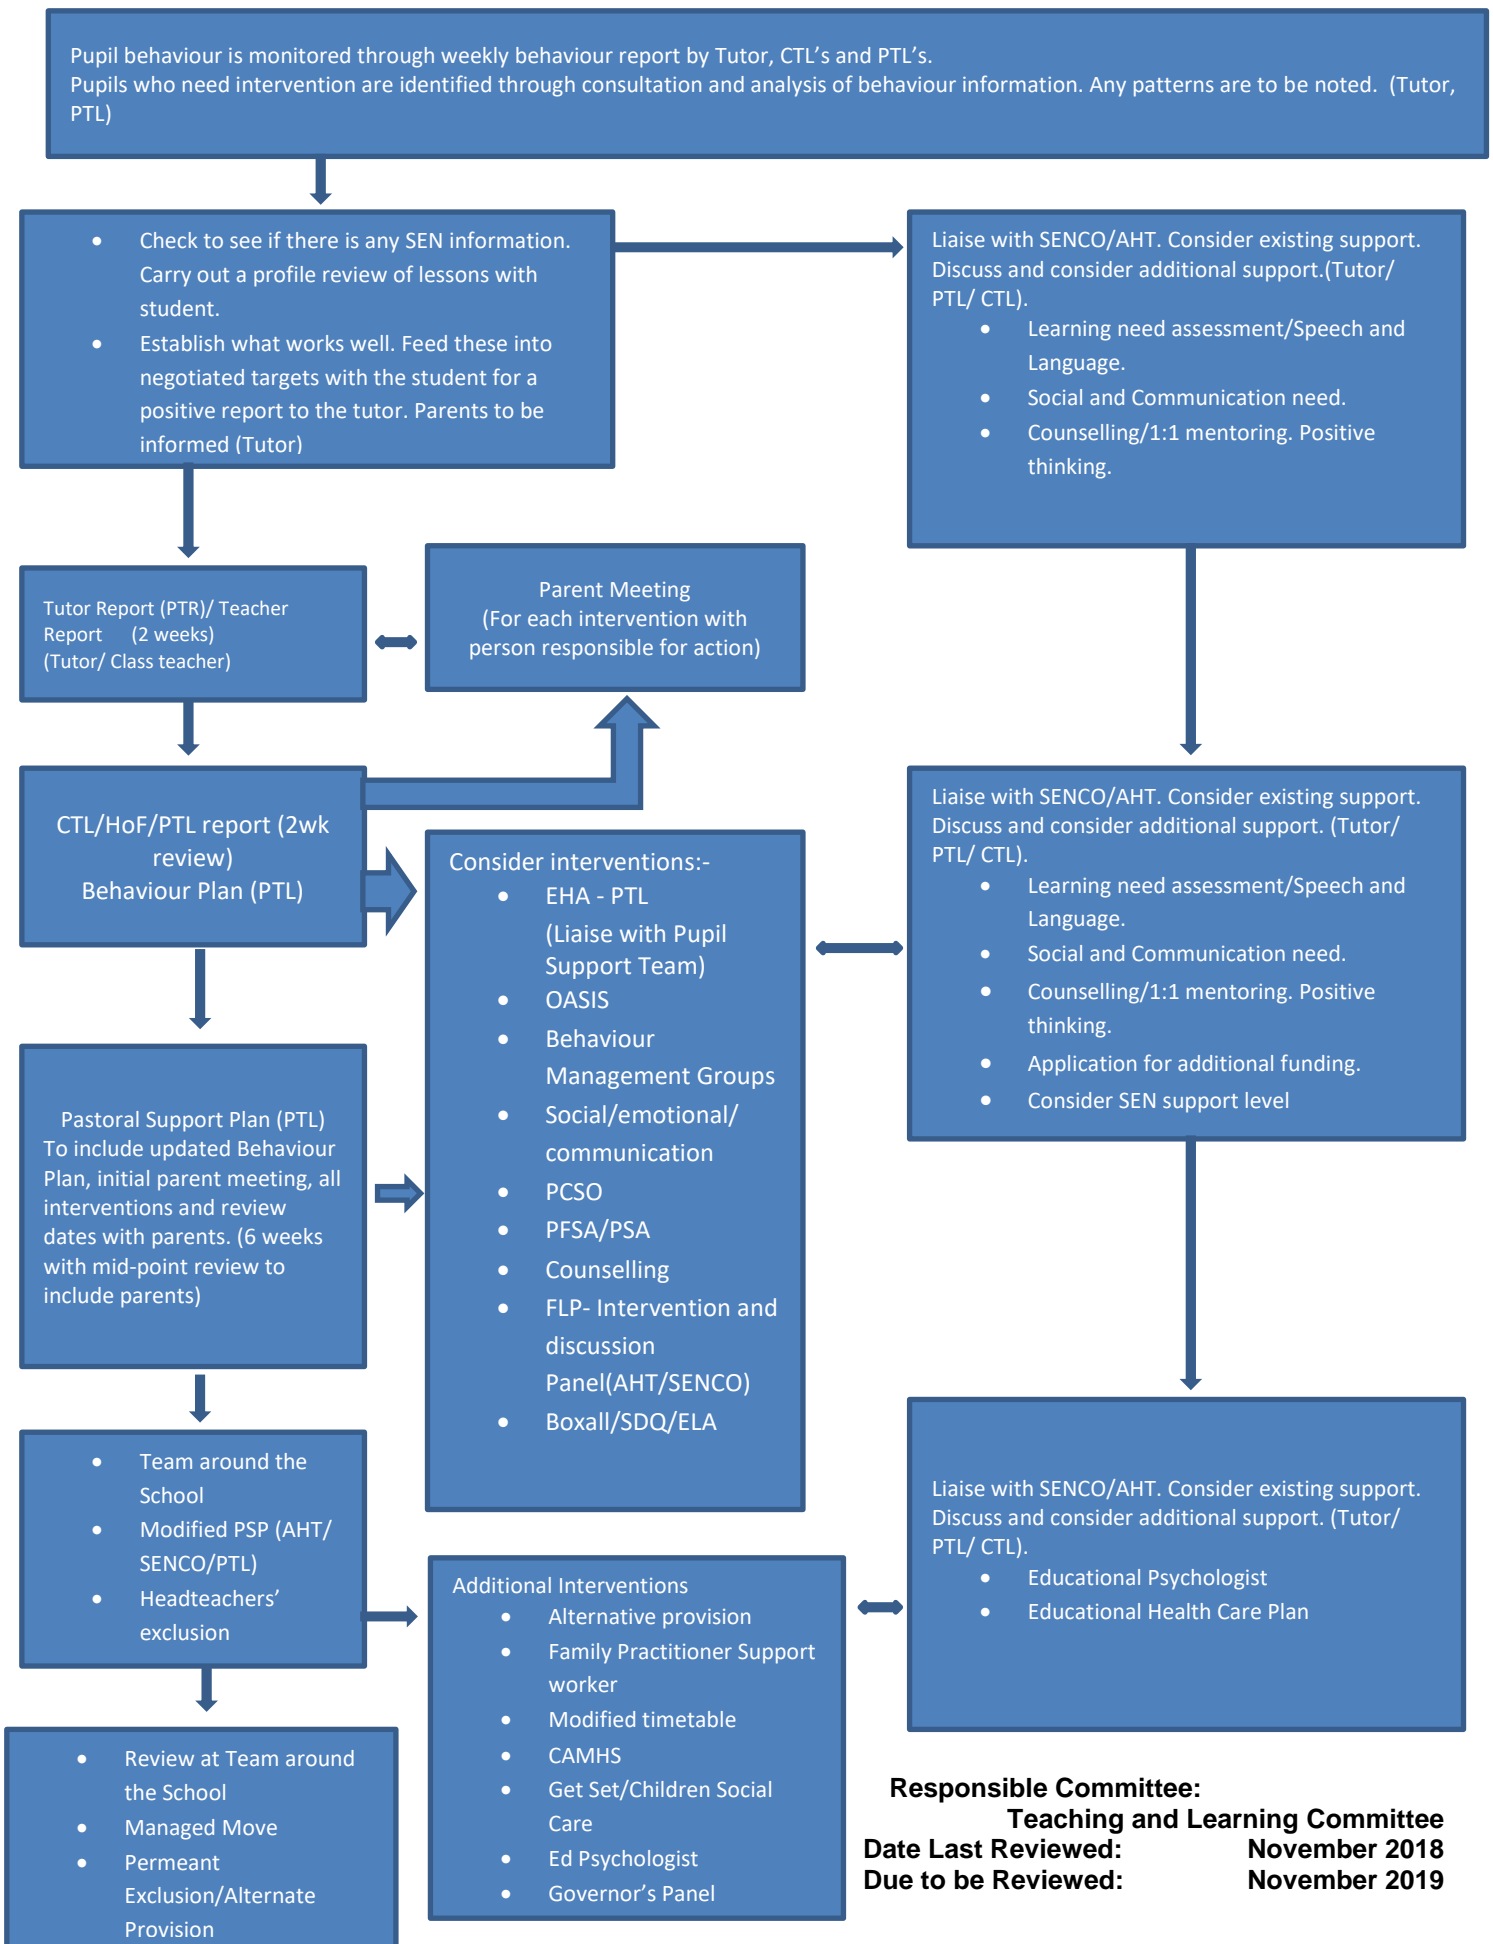 Pupil behaviour is monitored through weekly behaviour report by Tutor, CTL’s and PTL’s.
Pupils who need intervention are identified through consultation and analysis of behaviour information. Any patterns are to be noted.  (Tutor,
PTL)
• Check to see if there is any SEN information.
Carry out a profile review of lessons with
student.
• Establish what works well. Feed these into
negotiated targets with the student for a
positive report to the tutor. Parents to be
informed (Tutor)
Liaise with SENCO/AHT. Consider existing support.
Discuss and consider additional support.(Tutor/
PTL/ CTL).
• Learning need assessment/Speech and
Language.
• Social and Communication need.
• Counselling/1:1 mentoring. Positive
thinking.
Tutor Report (PTR)/ Teacher
Report     (2 weeks)
(Tutor/ Class teacher)
Parent Meeting
(For each intervention with
person responsible for action)
CTL/HoF/PTL report (2wk
review)
Behaviour Plan (PTL)
Consider interventions:-
• EHA - PTL
(Liaise with Pupil
Support Team)
• OASIS
• Behaviour
Management Groups
• Social/emotional/
communication
• PCSO
• PFSA/PSA
• Counselling
• FLP- Intervention and
discussion
Panel(AHT/SENCO)
• Boxall/SDQ/ELA
Liaise with SENCO/AHT. Consider existing support.
Discuss and consider additional support. (Tutor/
PTL/ CTL).
• Learning need assessment/Speech and
Language.
• Social and Communication need.
• Counselling/1:1 mentoring. Positive
thinking.
• Application for additional funding.
• Consider SEN support level
Pastoral Support Plan (PTL)
To include updated Behaviour
Plan, initial parent meeting, all
interventions and review
dates with parents. (6 weeks
with mid-point review to
include parents)
• Team around the
School
• Modified PSP (AHT/
SENCO/PTL)
• Headteachers’
exclusion
Additional Interventions
• Alternative provision
• Family Practitioner Support
worker
• Modified timetable
• CAMHS
• Get Set/Children Social
Care
• Ed Psychologist
• Governor’s Panel
Liaise with SENCO/AHT. Consider existing support.
Discuss and consider additional support. (Tutor/
PTL/ CTL).
• Educational Psychologist
• Educational Health Care Plan
• Review at Team around
the School
• Managed Move
• Permeant
Exclusion/Alternate
Provision
Responsible Committee:
Teaching and Learning Committee
Date Last Reviewed: November 2018
Due to be Reviewed: November 2019